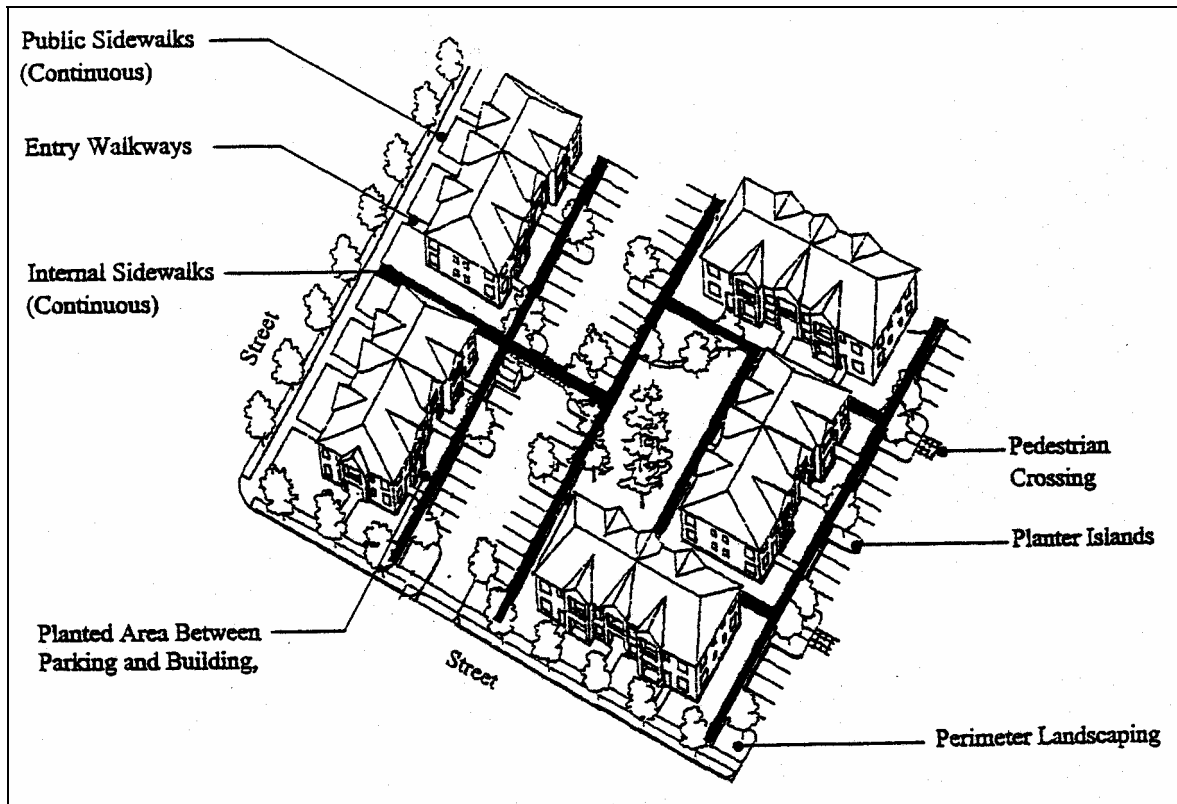 Public Sidewalks
(Continuous)
Entry Walkways
Internal Sidewalks
(Continuous)
Street
Pedestrian
Crossing
Planter Islands
Planted Area Between
Parking and Building,
Street
Perimeter Landscaping